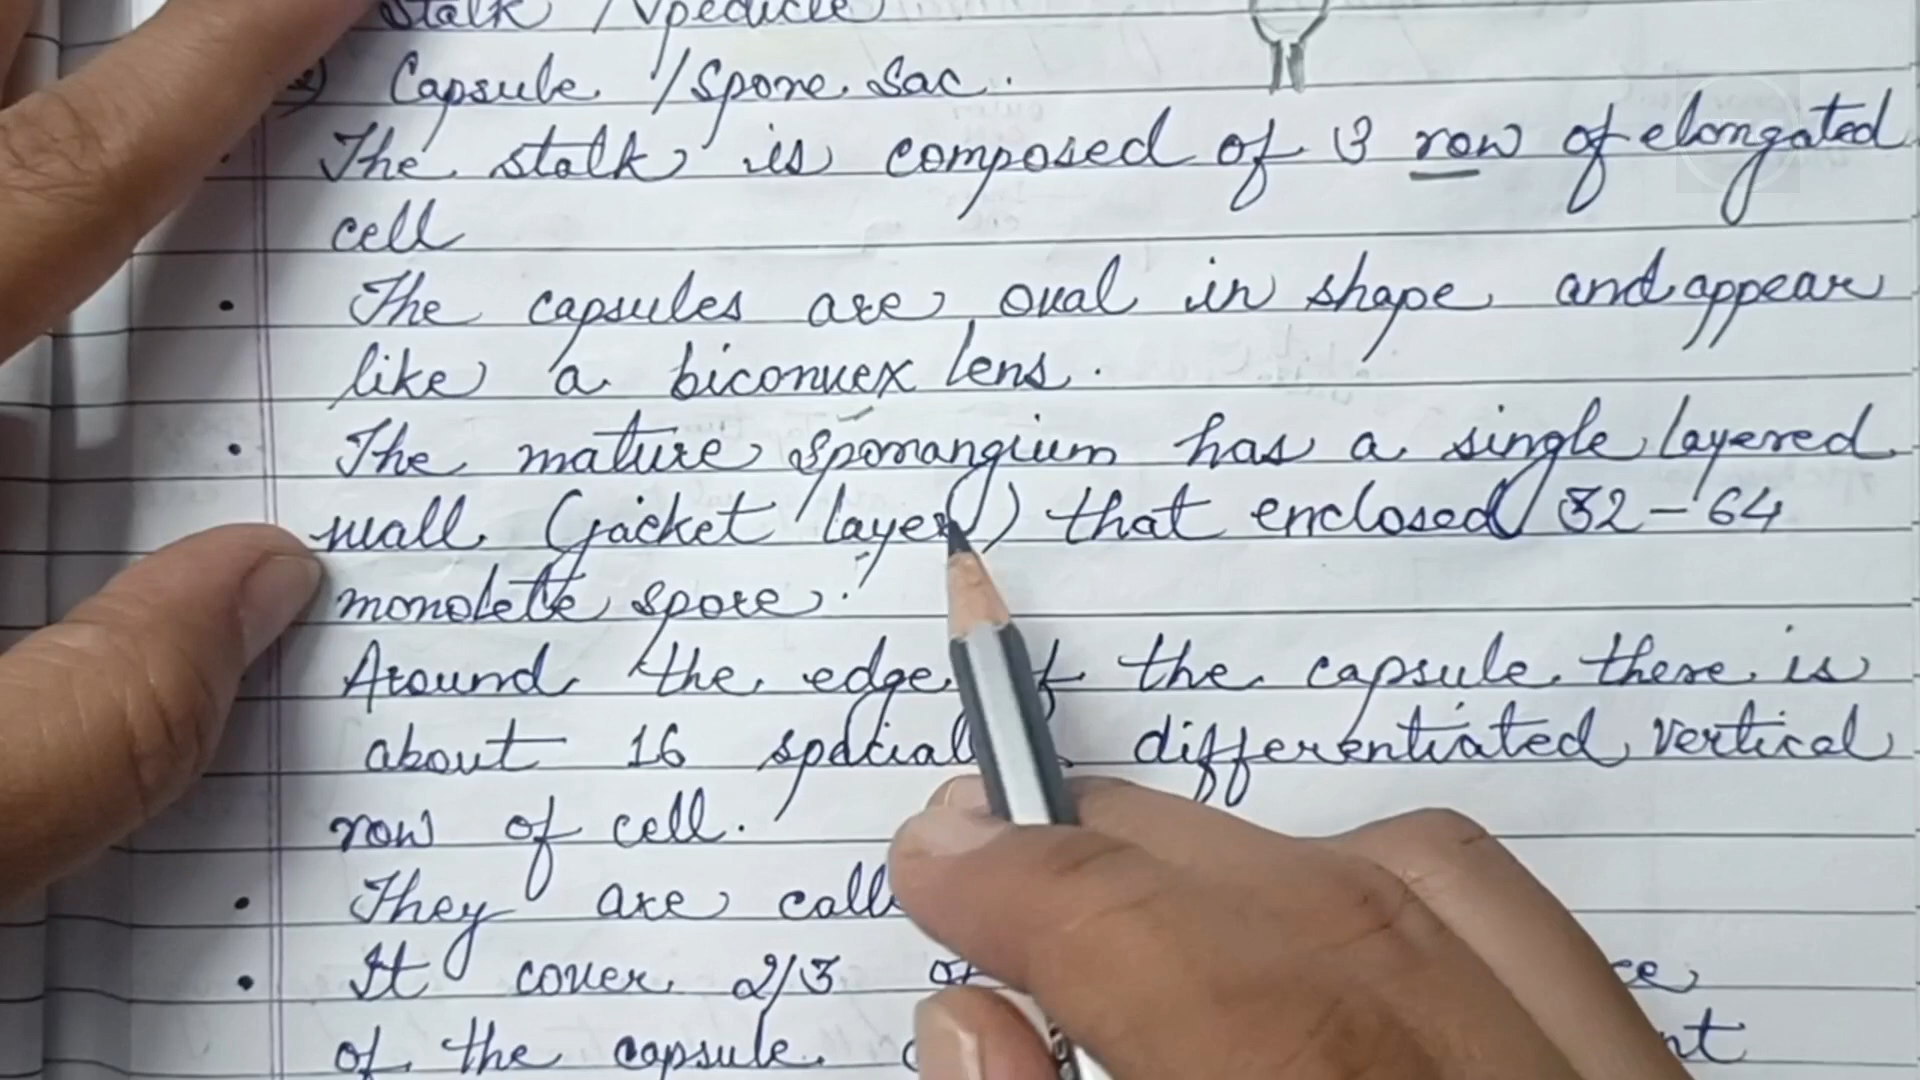 Stalk / pedicle
Capsule / Spore Sac.
The stalk is composed of 3 row of elongated
cell
• The capsules are oval in shape and appear
like a biconvex lens.
• The mature sporangium has a single layered
wall (jacket layer) that enclosed 32-64
monolete spore.
Around the edge of the capsule there is
about 16 differentiated vertical
row of cell.
• They are
• It cover 2/3
of the capsule